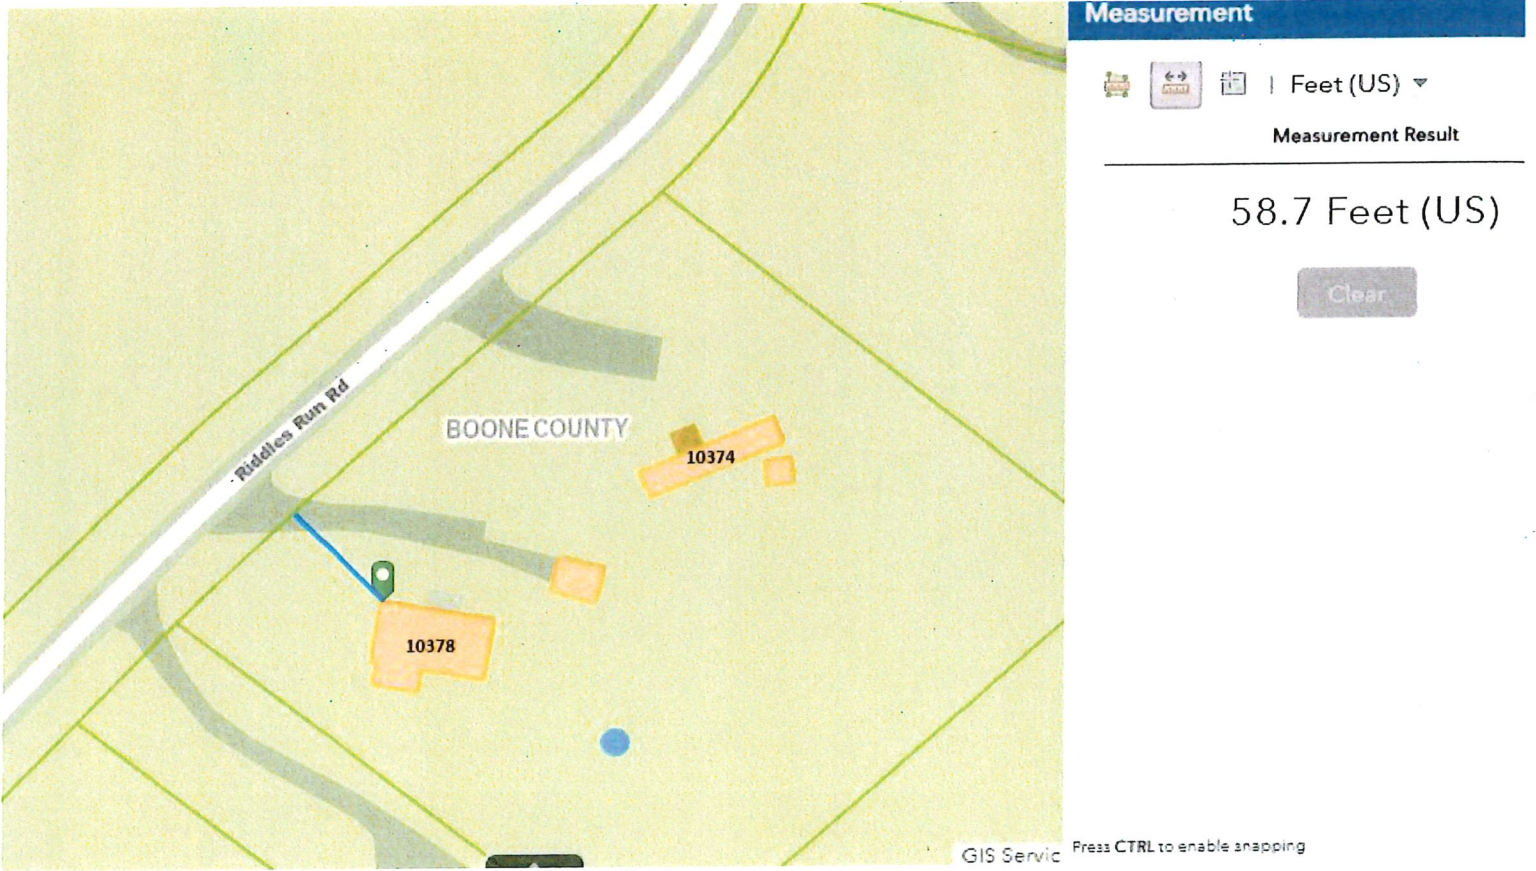 Measurement
Feet (US)
Measurement Result
58.7 Feet (US)
Clear
Riddles Run Rd
BOONE COUNTY
10374
10378
GIS Servic
Press CTRL to enable snapping